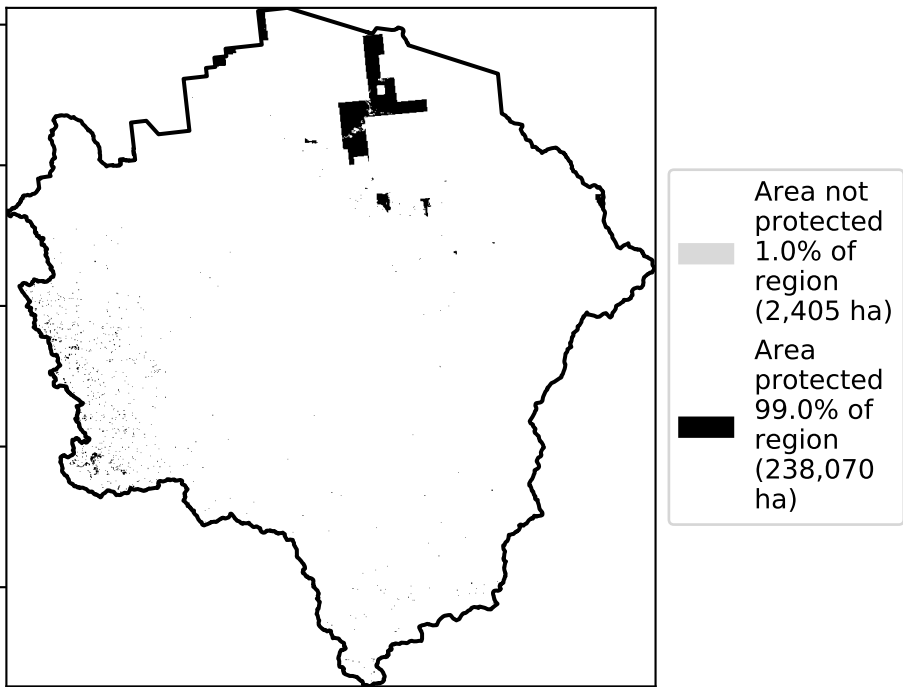 Area not
protected
1.0% of
region
(2,405 ha)
Area
protected
99.0% of
region
(238,070
ha)